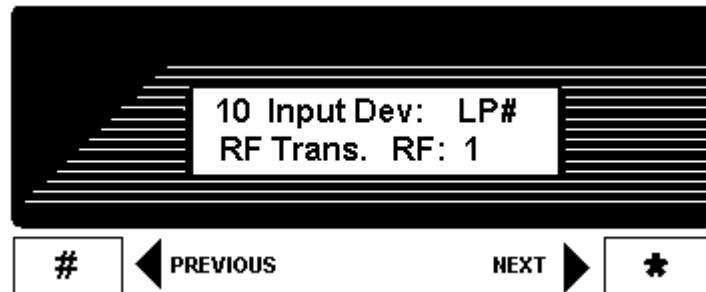 10 Input Dev: LP#
RF Trans. RF: 1
# PREVIOUS NEXT *